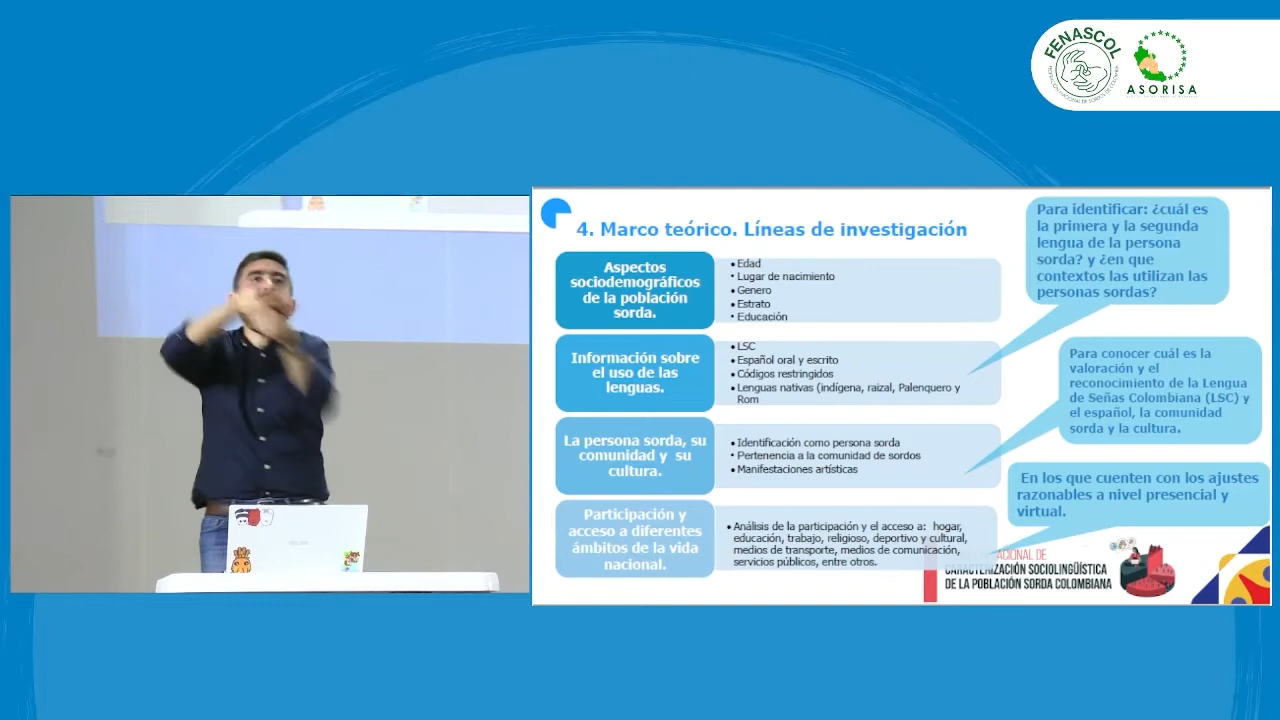 FENASCOL
FEDERACIÓN NACIONAL DE SORDOS DE COLOMBIA
ASORISA
4. Marco teórico. Líneas de investigación
Aspectos
sociodemográficos
de la población
sorda.
• Edad
• Lugar de nacimiento
• Genero
• Estrato
• Educación
Para identificar: ¿cuál es
la primera y la segunda
lengua de la persona
sorda? y ¿en que
contextos las utilizan las
personas sordas?
Información sobre
el uso de las
lenguas.
• LSC
• Español oral y escrito
• Códigos restringidos
• Lenguas nativas (indígena, raizal, Palenquero y
Rom
Para conocer cuál es la
valoración y el
reconocimiento de la Lengua
de Señas Colombiana (LSC) y
el español, la comunidad
sorda y la cultura.
La persona sorda, su
comunidad y su
cultura.
• Identificación como persona sorda
• Pertenencia a la comunidad de sordos
• Manifestaciones artísticas
En los que cuenten con los ajustes
razonables a nivel presencial y
virtual.
Participación y
acceso a diferentes
ámbitos de la vida
nacional.
• Análisis de la participación y el acceso a: hogar,
educación, trabajo, religioso, deportivo y cultural,
medios de transporte, medios de comunicación,
servicios públicos, entre otros.
ACIONAL DE
CARACTERIZACIÓN SOCIOLINGÜÍSTICA
DE LA POBLACIÓN SORDA COLOMBIANA